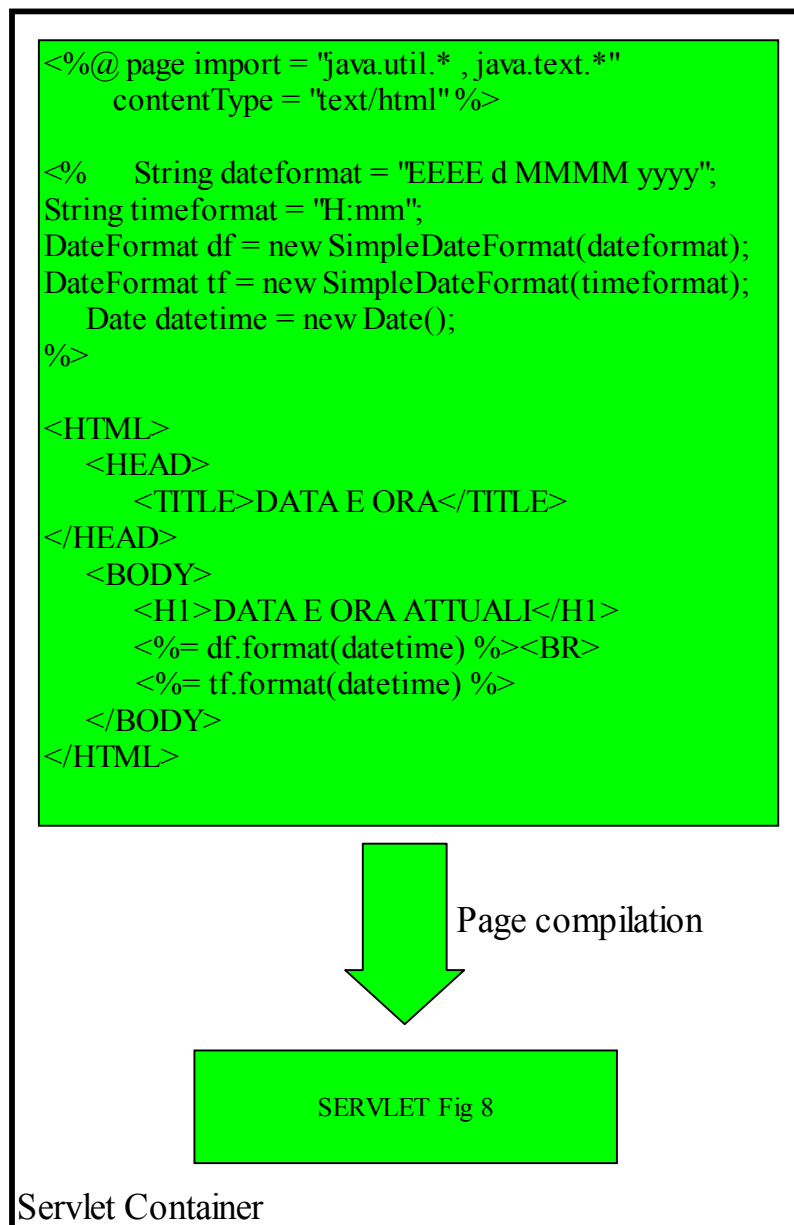 <%@ page import = "java.util.* , java.text.*"
contentType = "text/html" %>
<% String dateformat = "EEEE d MMMM yyyy";
String timeformat = "H:mm";
DateFormat df = new SimpleDateFormat(dateformat);
DateFormat tf = new SimpleDateFormat(timeformat);
Date datetime = new Date();
%>
<HTML>
<HEAD>
<TITLE>DATA E ORA</TITLE>
</HEAD>
<BODY>
<H1>DATA E ORA ATTUALI</H1>
<%= df.format(datetime) %><BR>
<%= tf.format(datetime) %>
</BODY>
</HTML>
Page compilation
SERVLET Fig 8
Servlet Container